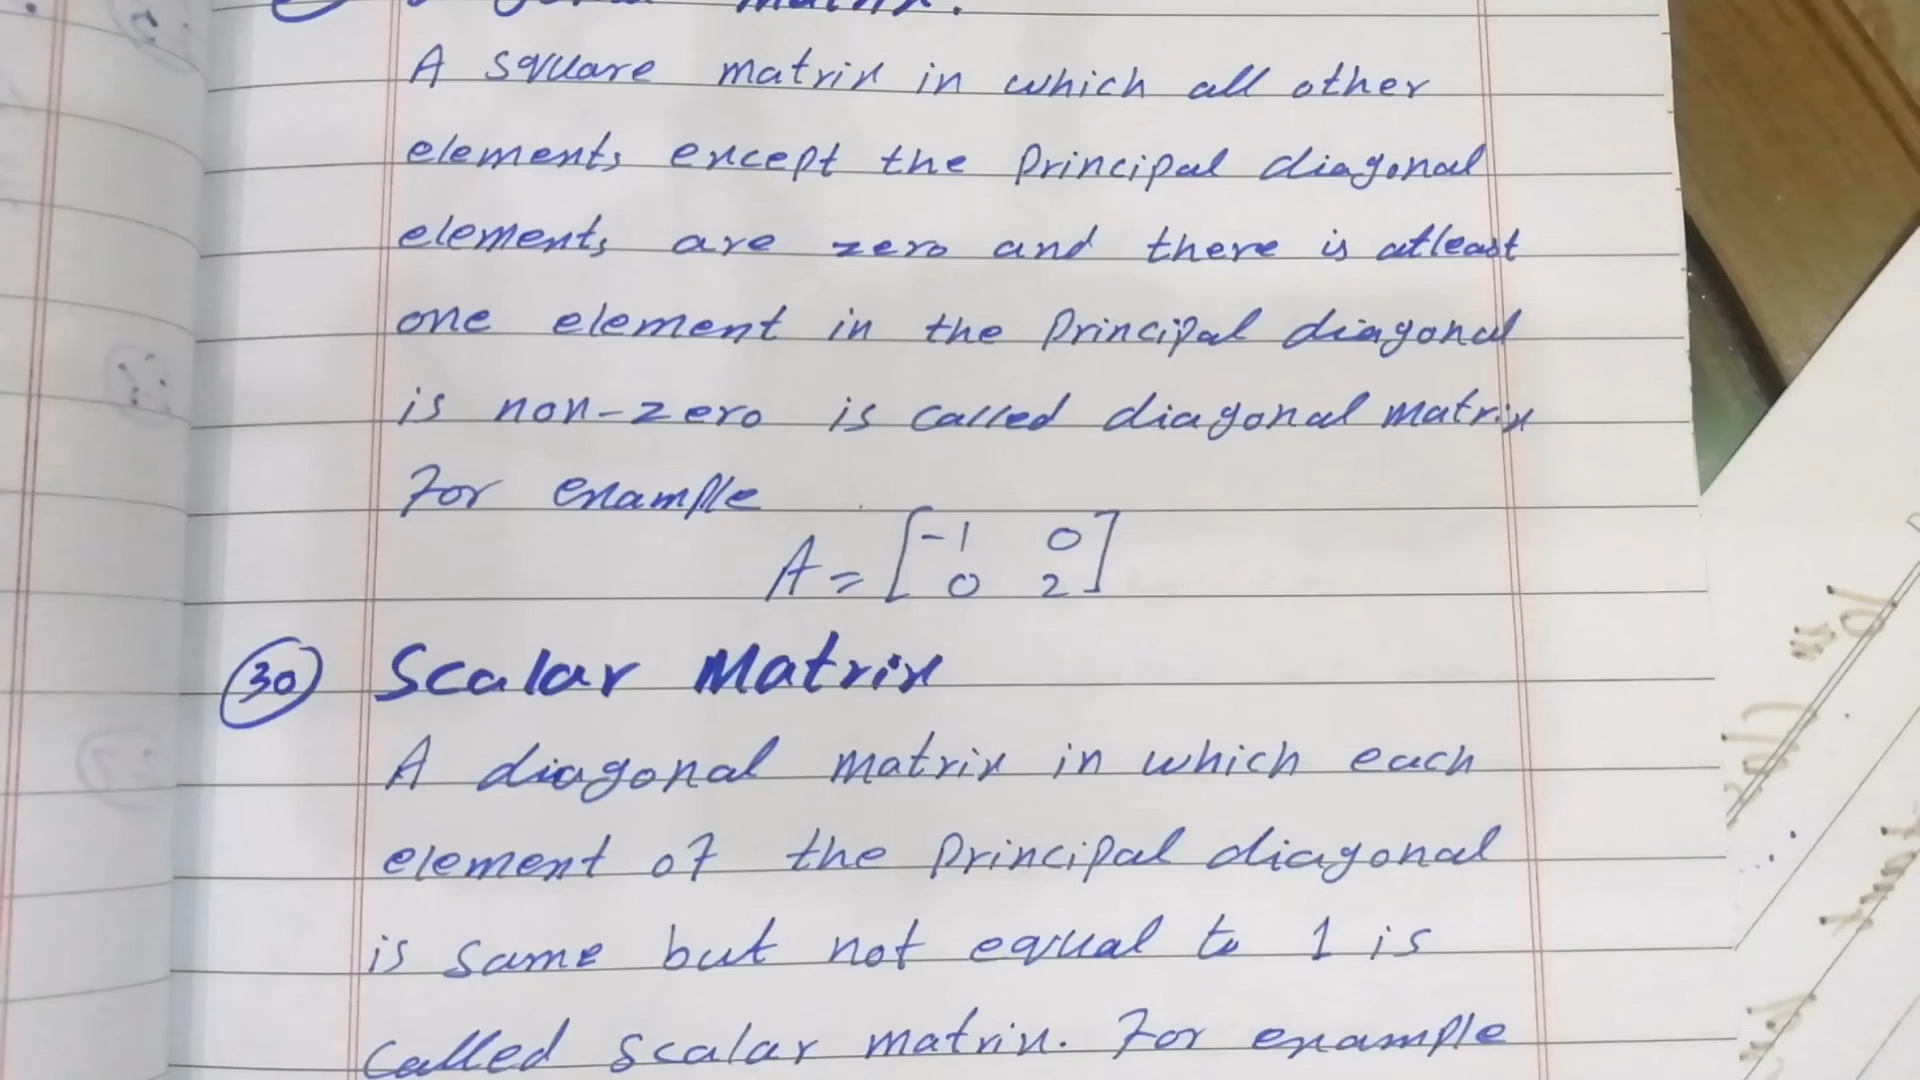 Matrix.
A square matrix in which all other
elements except the Principal diagonal
elements are zero and there is atleast
one element in the Principal diagonal
is non-zero is called diagonal matrix
For example
A = [-1 0
0 2]
30 Scalar Matrix
A diagonal matrix in which each
element of the Principal diagonal
is same but not equal to 1 is
called scalar matrix. For example